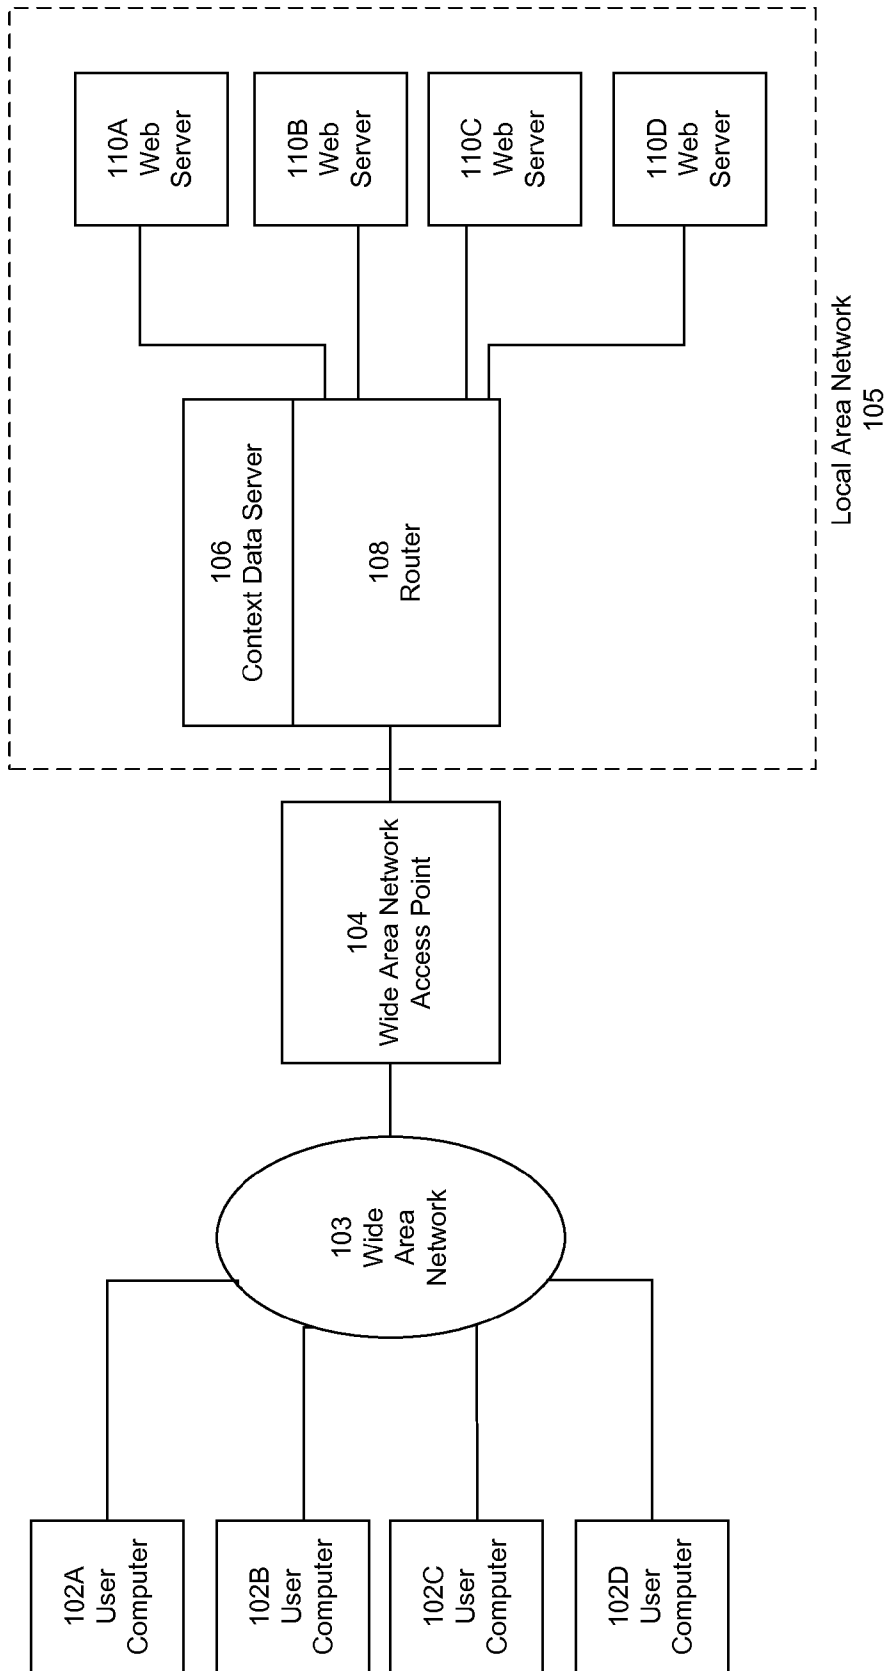 102A
User
Computer
102B
User
Computer
102C
User
Computer
102D
User
Computer
103
Wide
Area
Network
104
Wide Area Network
Access Point
106
Context Data Server
108
Router
110A
Web
Server
110B
Web
Server
110C
Web
Server
110D
Web
Server
Local Area Network
105